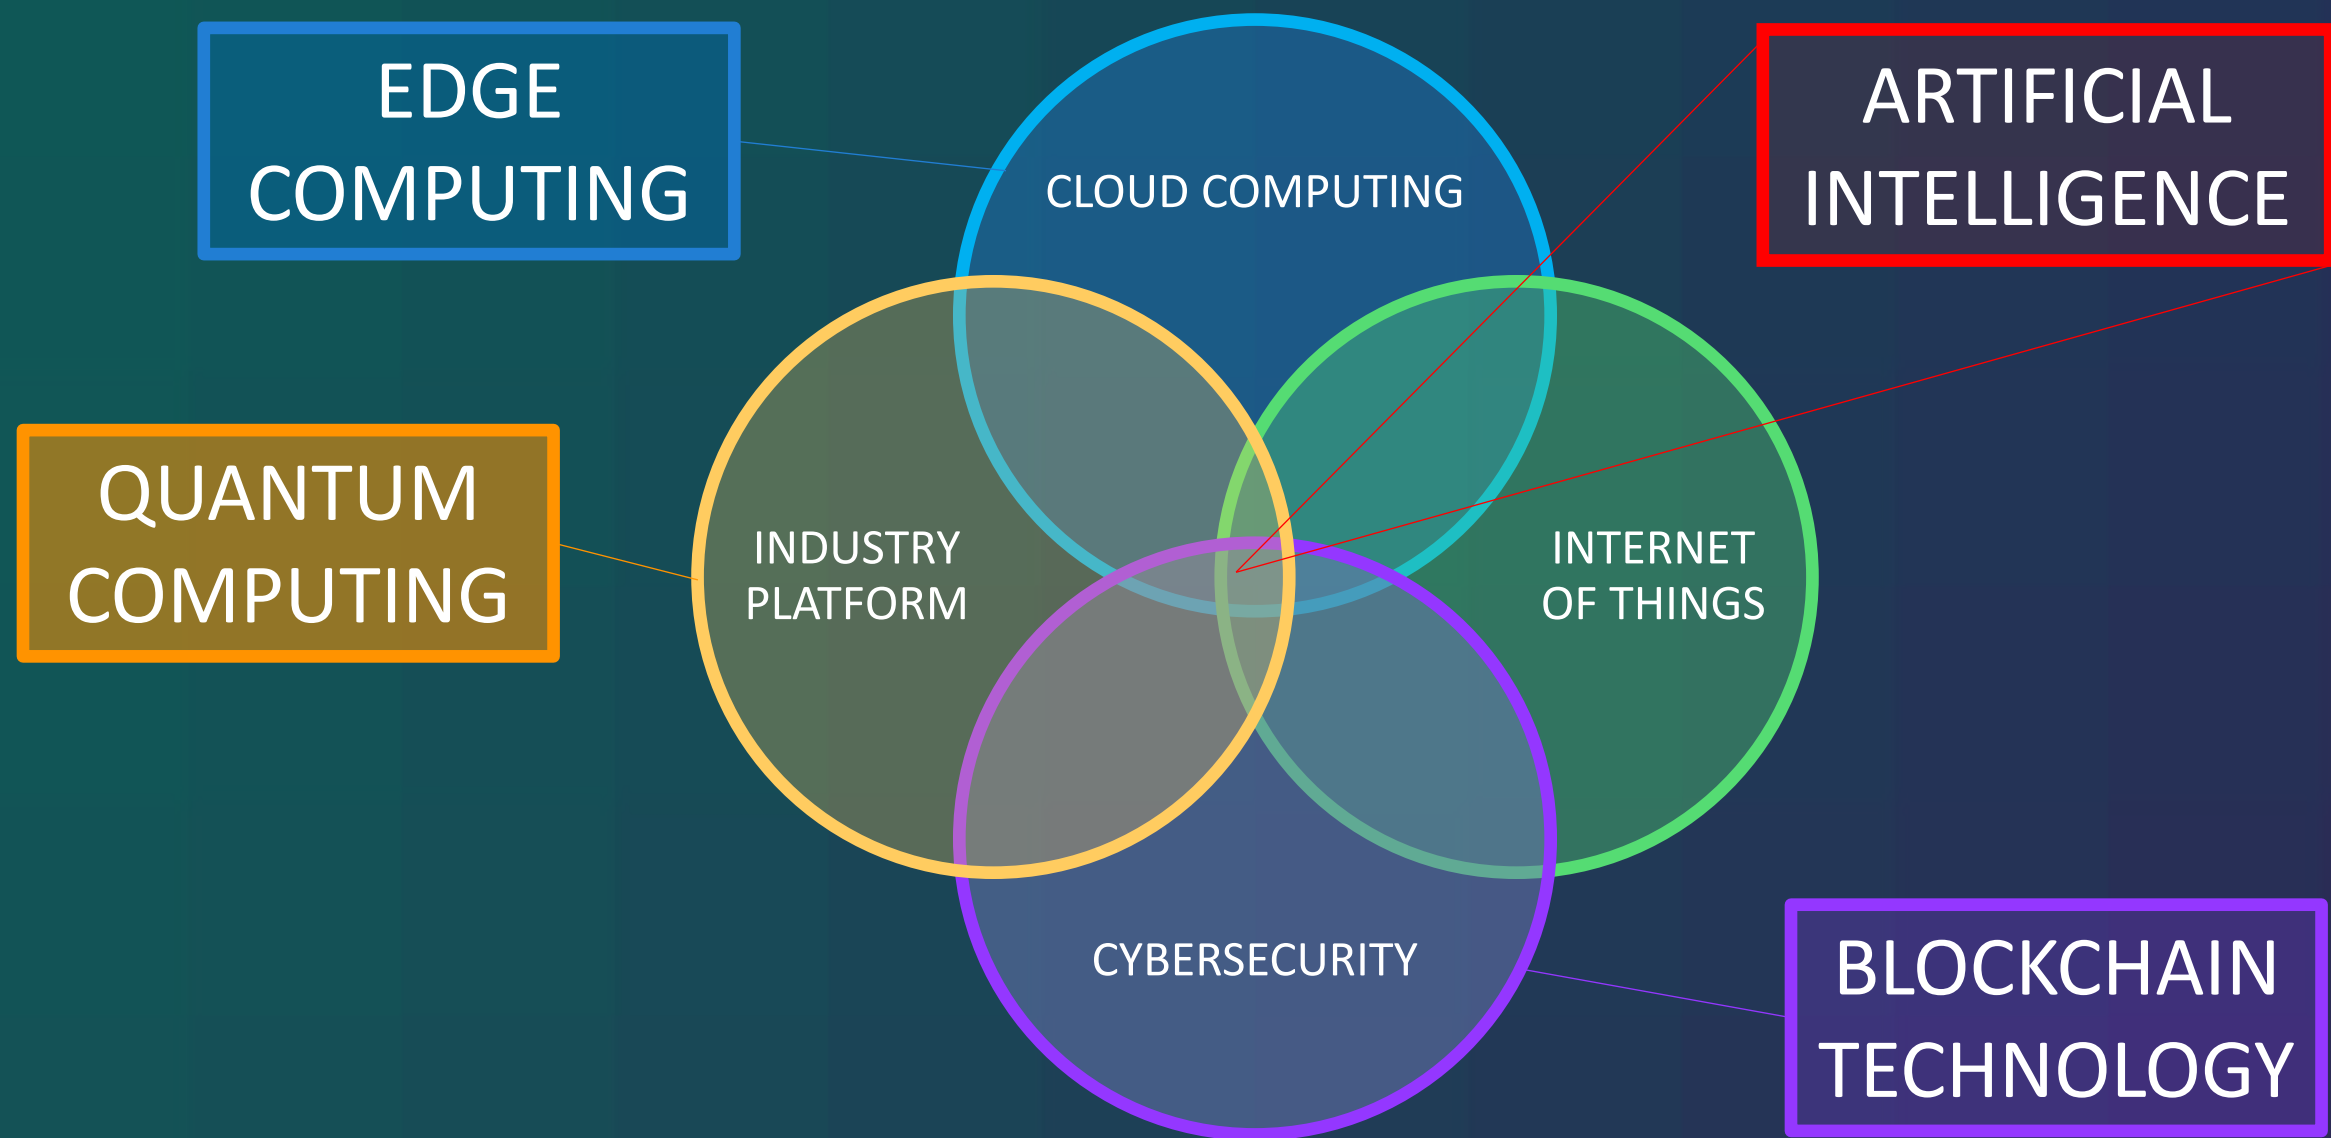 EDGE
COMPUTING
CLOUD COMPUTING
ARTIFICIAL
INTELLIGENCE
QUANTUM
COMPUTING
INDUSTRY
PLATFORM
INTERNET
OF THINGS
CYBERSECURITY
BLOCKCHAIN
TECHNOLOGY